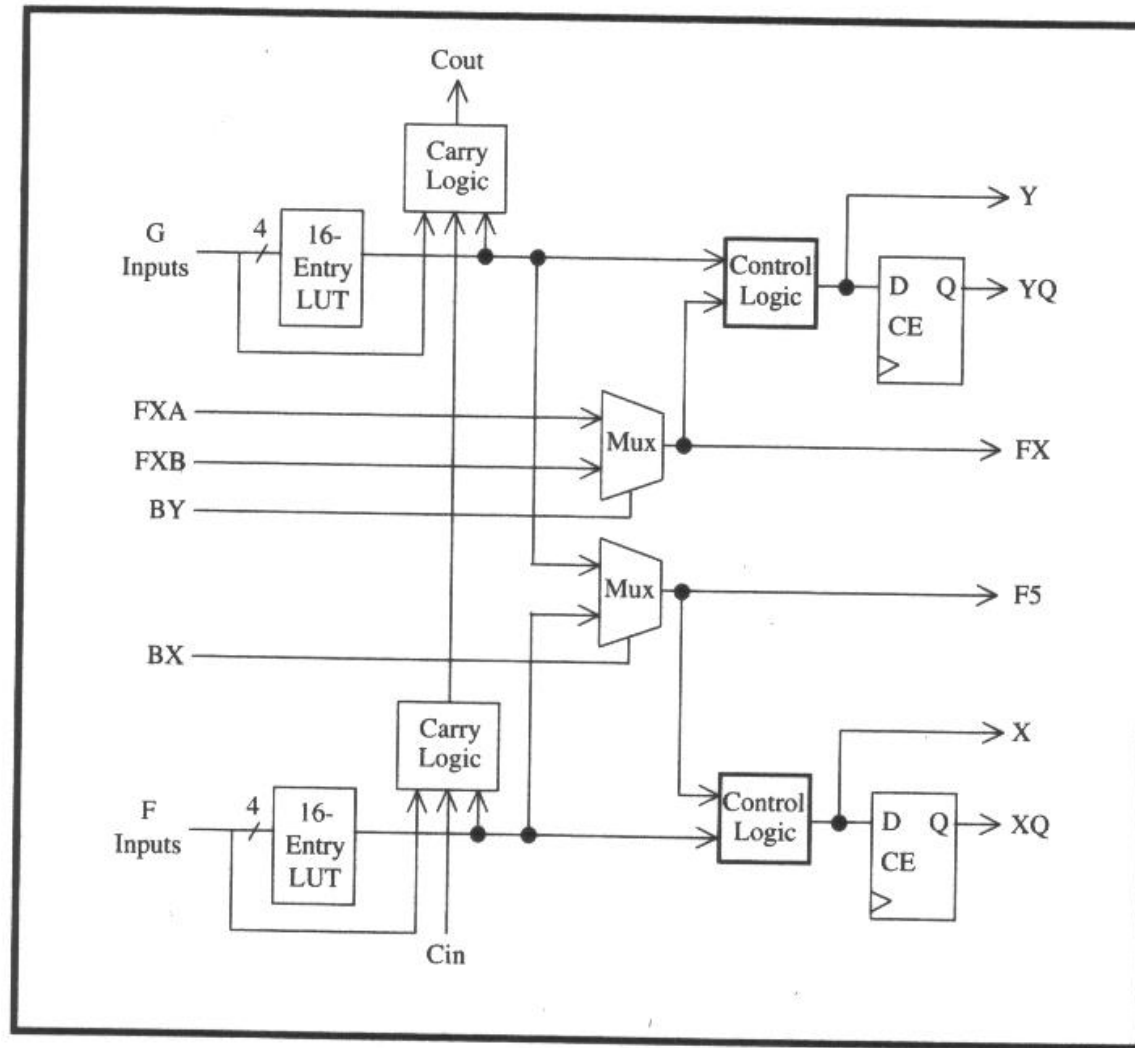 Cout
Carry
Logic
G
Inputs
4
16-
Entry
LUT
Control
Logic
Y
D Q
CE
YQ
FXA
FXB
BY
Mux
FX
Mux
F5
BX
Carry
Logic
F
Inputs
4
16-
Entry
LUT
Cin
Control
Logic
X
D Q
CE
XQ